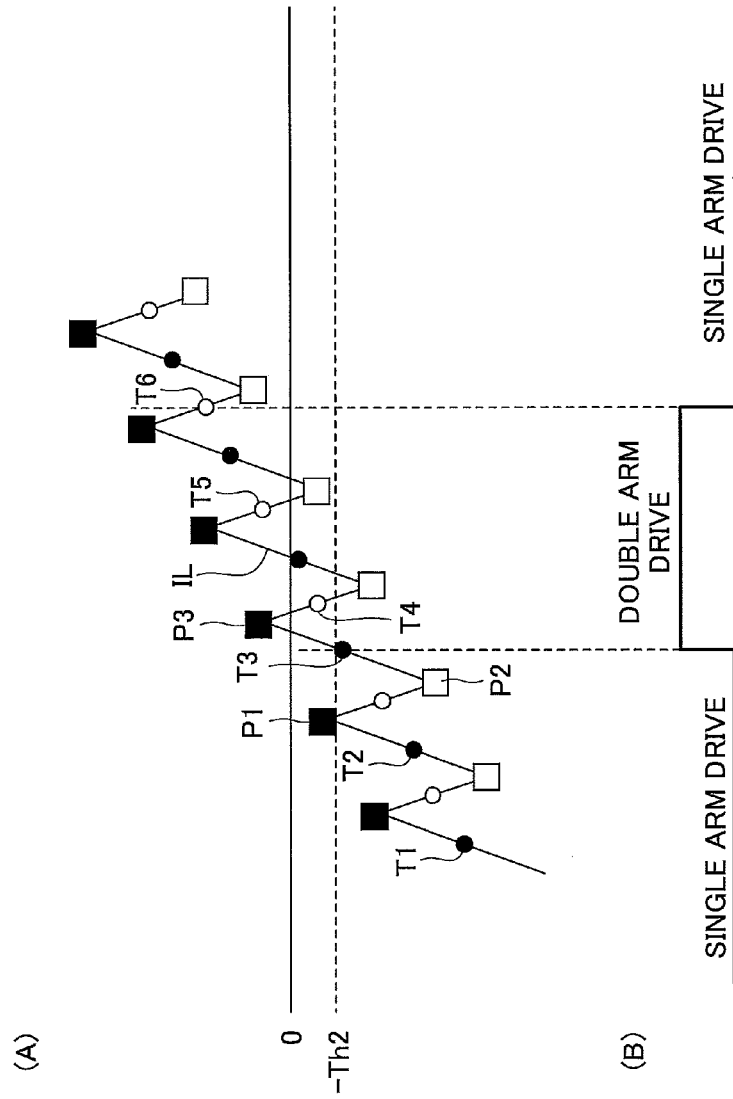 (A)
0
-Th2
T1
T2
P1
P2
T3
P3
T4
IL
T5
T6
(B)
SINGLE ARM DRIVE
DOUBLE ARM
DRIVE
SINGLE ARM DRIVE